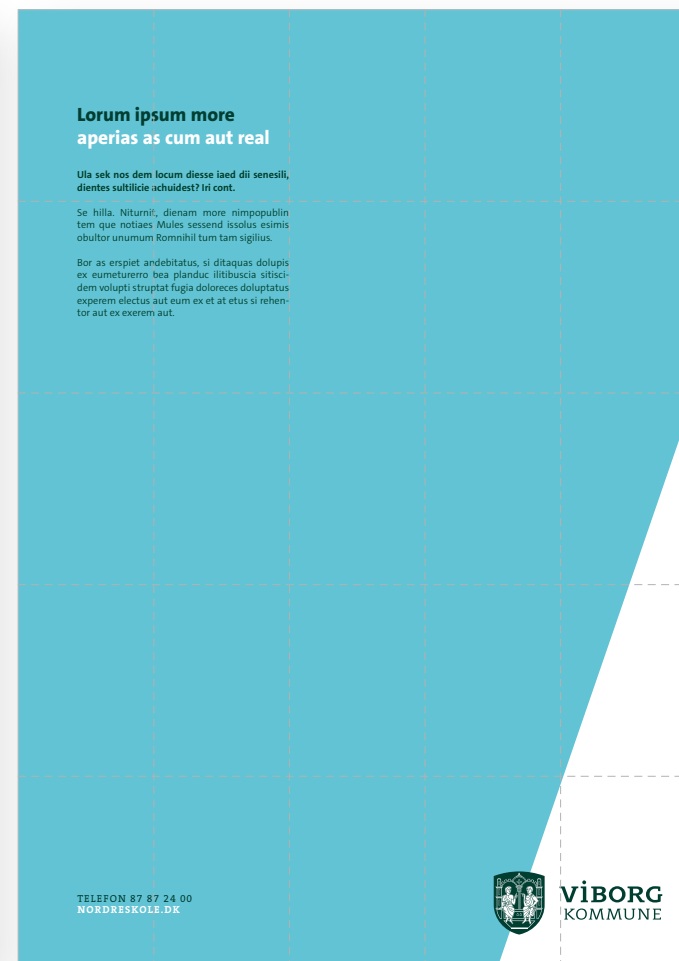 Lorum ipsum more
aperias as cum aut real
Ula sek nos dem locum diesse iaed dii senesili,
dientes sultilicie achuidest? Iri cont.
Se hilla. Niturnit, dienam more nimpopublin
tem que notiaes Mules sessend issolus esimis
obultor unumum Romnihil tum tam sigilius.
Bor as erspiet andebitatus, si ditaquas dolupis
ex eumeturerro bea planduc ilitibuscia sitisci-
dem volupti struptat fugia doloreces doluptatus
experem electus aut eum ex et at etus si rehen-
tor aut ex exerem aut.
TELEFON 87 87 24 00
NORDRESKOLE.DK
VIBORG
KOMMUNE